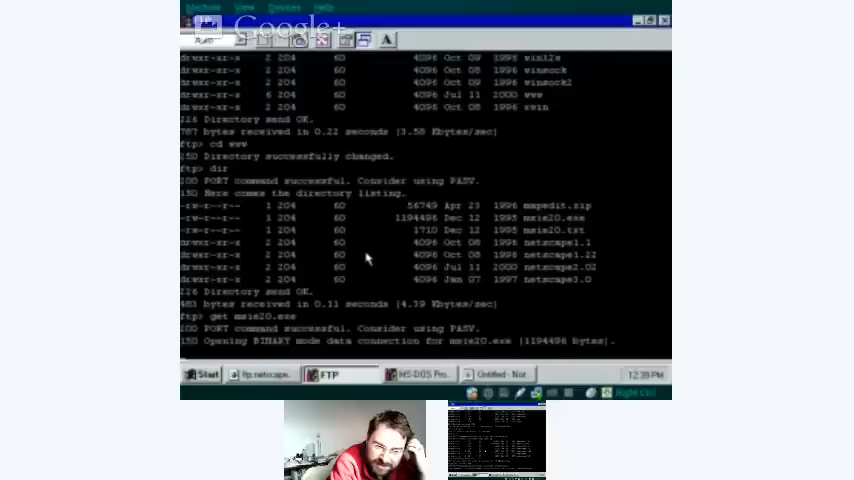 Machine View Devices Help
Google+
Auto
drwxr-xr-x 2 204 60 4096 Oct 09 1996 win12s
drwxr-xr-x 2 204 60 4096 Oct 08 1996 winsock
drwxr-xr-x 2 204 60 4096 Oct 09 1996 winsock2
drwxr-xr-x 6 204 60 4096 Jul 11 2000 www
drwxr-xr-x 2 204 60 4096 Oct 08 1996 xwin
226 Directory send OK.
787 bytes received in 0.22 seconds (3.58 Kbytes/sec)
ftp> cd www
250 Directory successfully changed.
ftp> dir
200 PORT command successful. Consider using PASV.
150 Here comes the directory listing.
-rw-r--r-- 1 204 60 56749 Apr 23 1996 mapedit.zip
-rw-r--r-- 1 204 60 1194496 Dec 12 1995 msie20.exe
-rw-r--r-- 1 204 60 1710 Dec 12 1995 msie20.txt
drwxr-xr-x 2 204 60 4096 Oct 08 1996 netscape1.1
drwxr-xr-x 2 204 60 4096 Oct 08 1996 netscape1.22
drwxr-xr-x 2 204 60 4096 Jul 11 2000 netscape2.02
drwxr-xr-x 2 204 60 4096 Jan 07 1997 netscape3.0
226 Directory send OK.
483 bytes received in 0.11 seconds (4.39 Kbytes/sec)
ftp> get msie20.exe
200 PORT command successful. Consider using PASV.
150 Opening BINARY mode data connection for msie20.exe (1194496 bytes).
Start ftp.netscape... FTP MS-DOS Pro... Untitled - Not... 12:39 PM
Right Ctrl